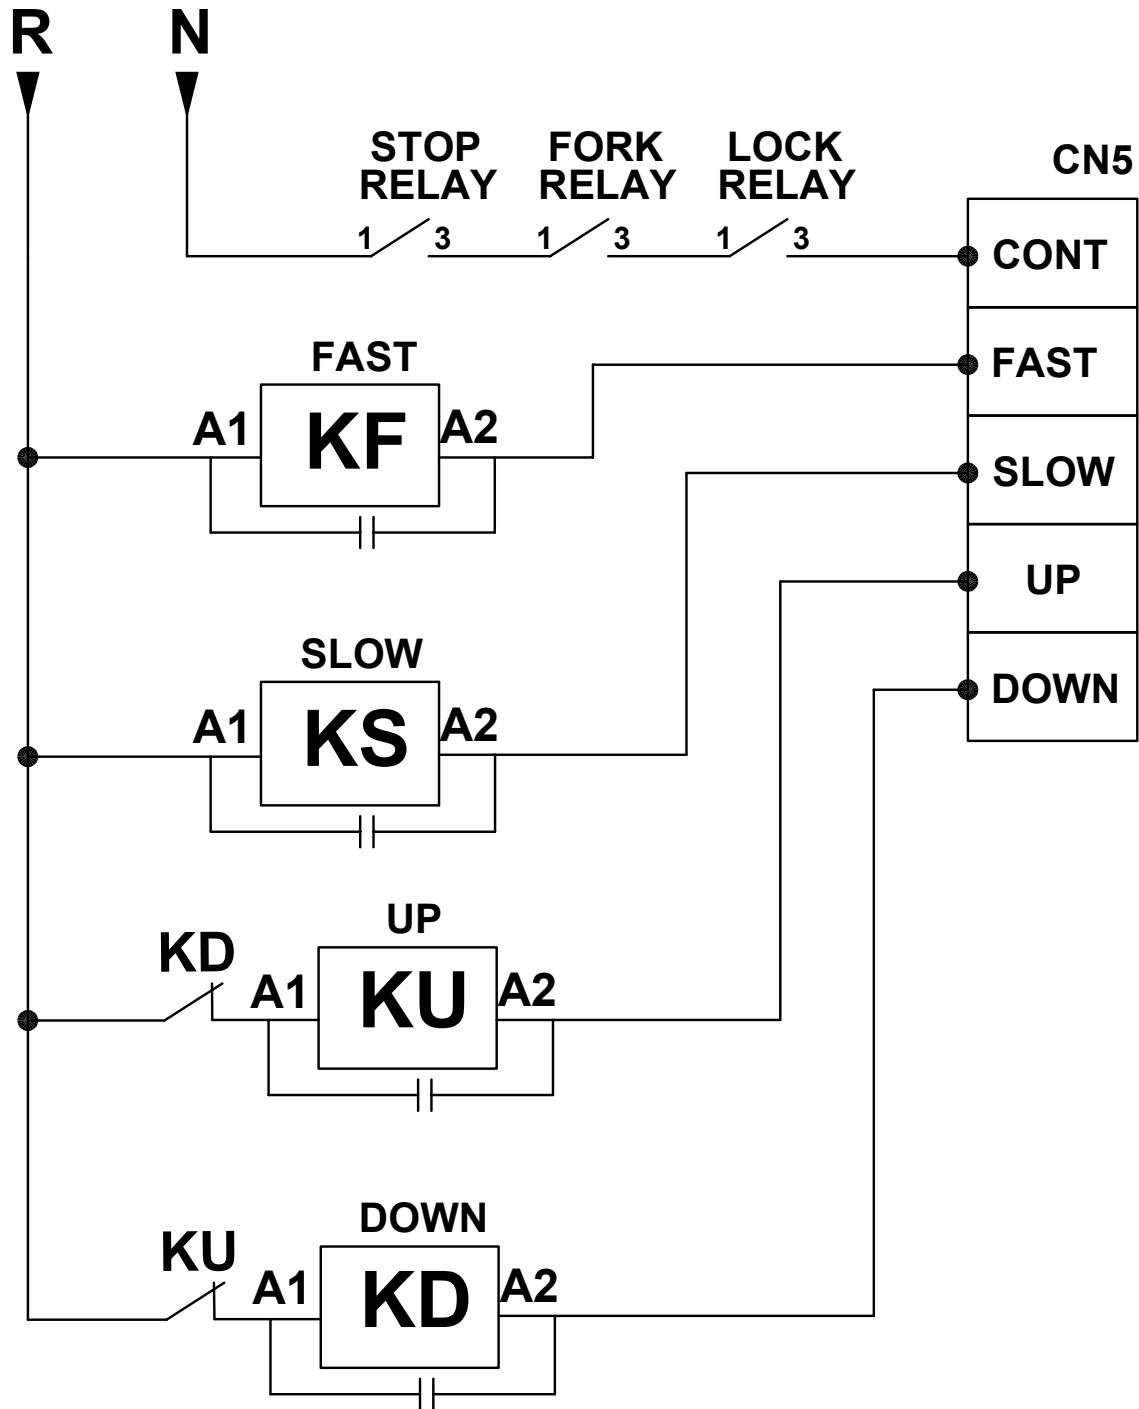 R N
STOP RELAY
FORK RELAY
LOCK RELAY
CN5
1 3 1 3 1 3
CONT
FAST
FAST
A1 KF A2
SLOW
UP
SLOW
A1 KS A2
DOWN
UP
KD A1 KU A2
DOWN
KU A1 KD A2